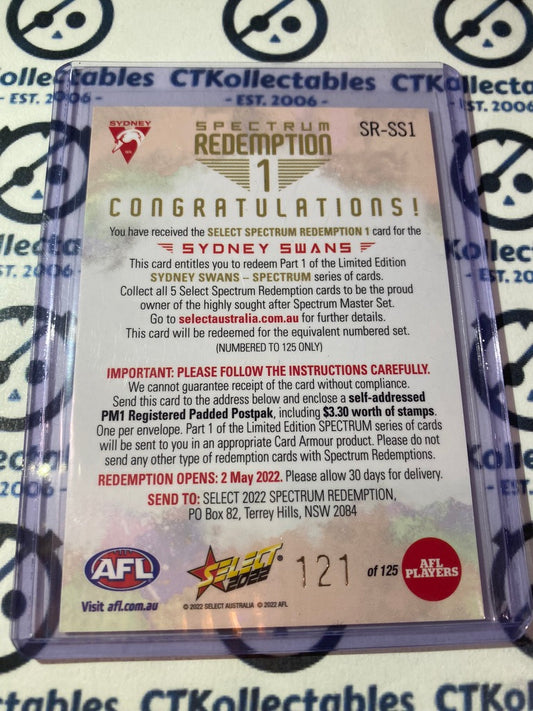 CTKollectables
- EST. 2006 -
SYDNEY
SPECTRUM
REDEMPTION
1
SR-SS1
CONGRATULATIONS!
You have received the SELECT SPECTRUM REDEMPTION 1 card for the
SYDNEY SWANS
This card entitles you to redeem Part 1 of the Limited Edition
SYDNEY SWANS – SPECTRUM series of cards.
Collect all 5 Select Spectrum Redemption cards to be the proud
owner of the highly sought after Spectrum Master Set.
Go to selectaustralia.com.au for further details.
This card will be redeemed for the equivalent numbered set.
(NUMBERED TO 125 ONLY)
IMPORTANT: PLEASE FOLLOW THE INSTRUCTIONS CAREFULLY.
We cannot guarantee receipt of the card without compliance.
Send this card to the address below and enclose a self-addressed
PM1 Registered Padded Postpak, including $3.30 worth of stamps.
One per envelope. Part 1 of the Limited Edition SPECTRUM series of cards
will be sent to you in an appropriate Card Armour product. Please do not
send any other type of redemption cards with Spectrum Redemptions.
REDEMPTION OPENS: 2 May 2022. Please allow 30 days for delivery.
SEND TO: SELECT 2022 SPECTRUM REDEMPTION,
PO Box 82, Terrey Hills, NSW 2084
AFL
Visit afl.com.au
SELECT
2022
© 2022 SELECT AUSTRALIA © 2022 AFL
121
of 125
AFL
PLAYERS
CTKollectables